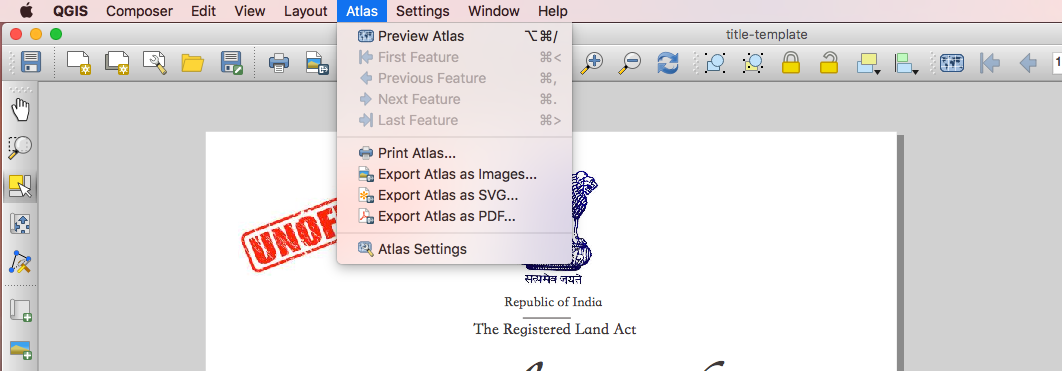 QGIS Composer Edit View Layout Atlas Settings Window Help
title-template
Preview Atlas ⌥⌘/
First Feature ⌘<
Previous Feature ⌘,
Next Feature ⌘.
Last Feature ⌘>
Print Atlas...
Export Atlas as Images...
Export Atlas as SVG...
Export Atlas as PDF...
Atlas Settings
1
UNOF
सत्यमेव जयते
Republic of India
The Registered Land Act